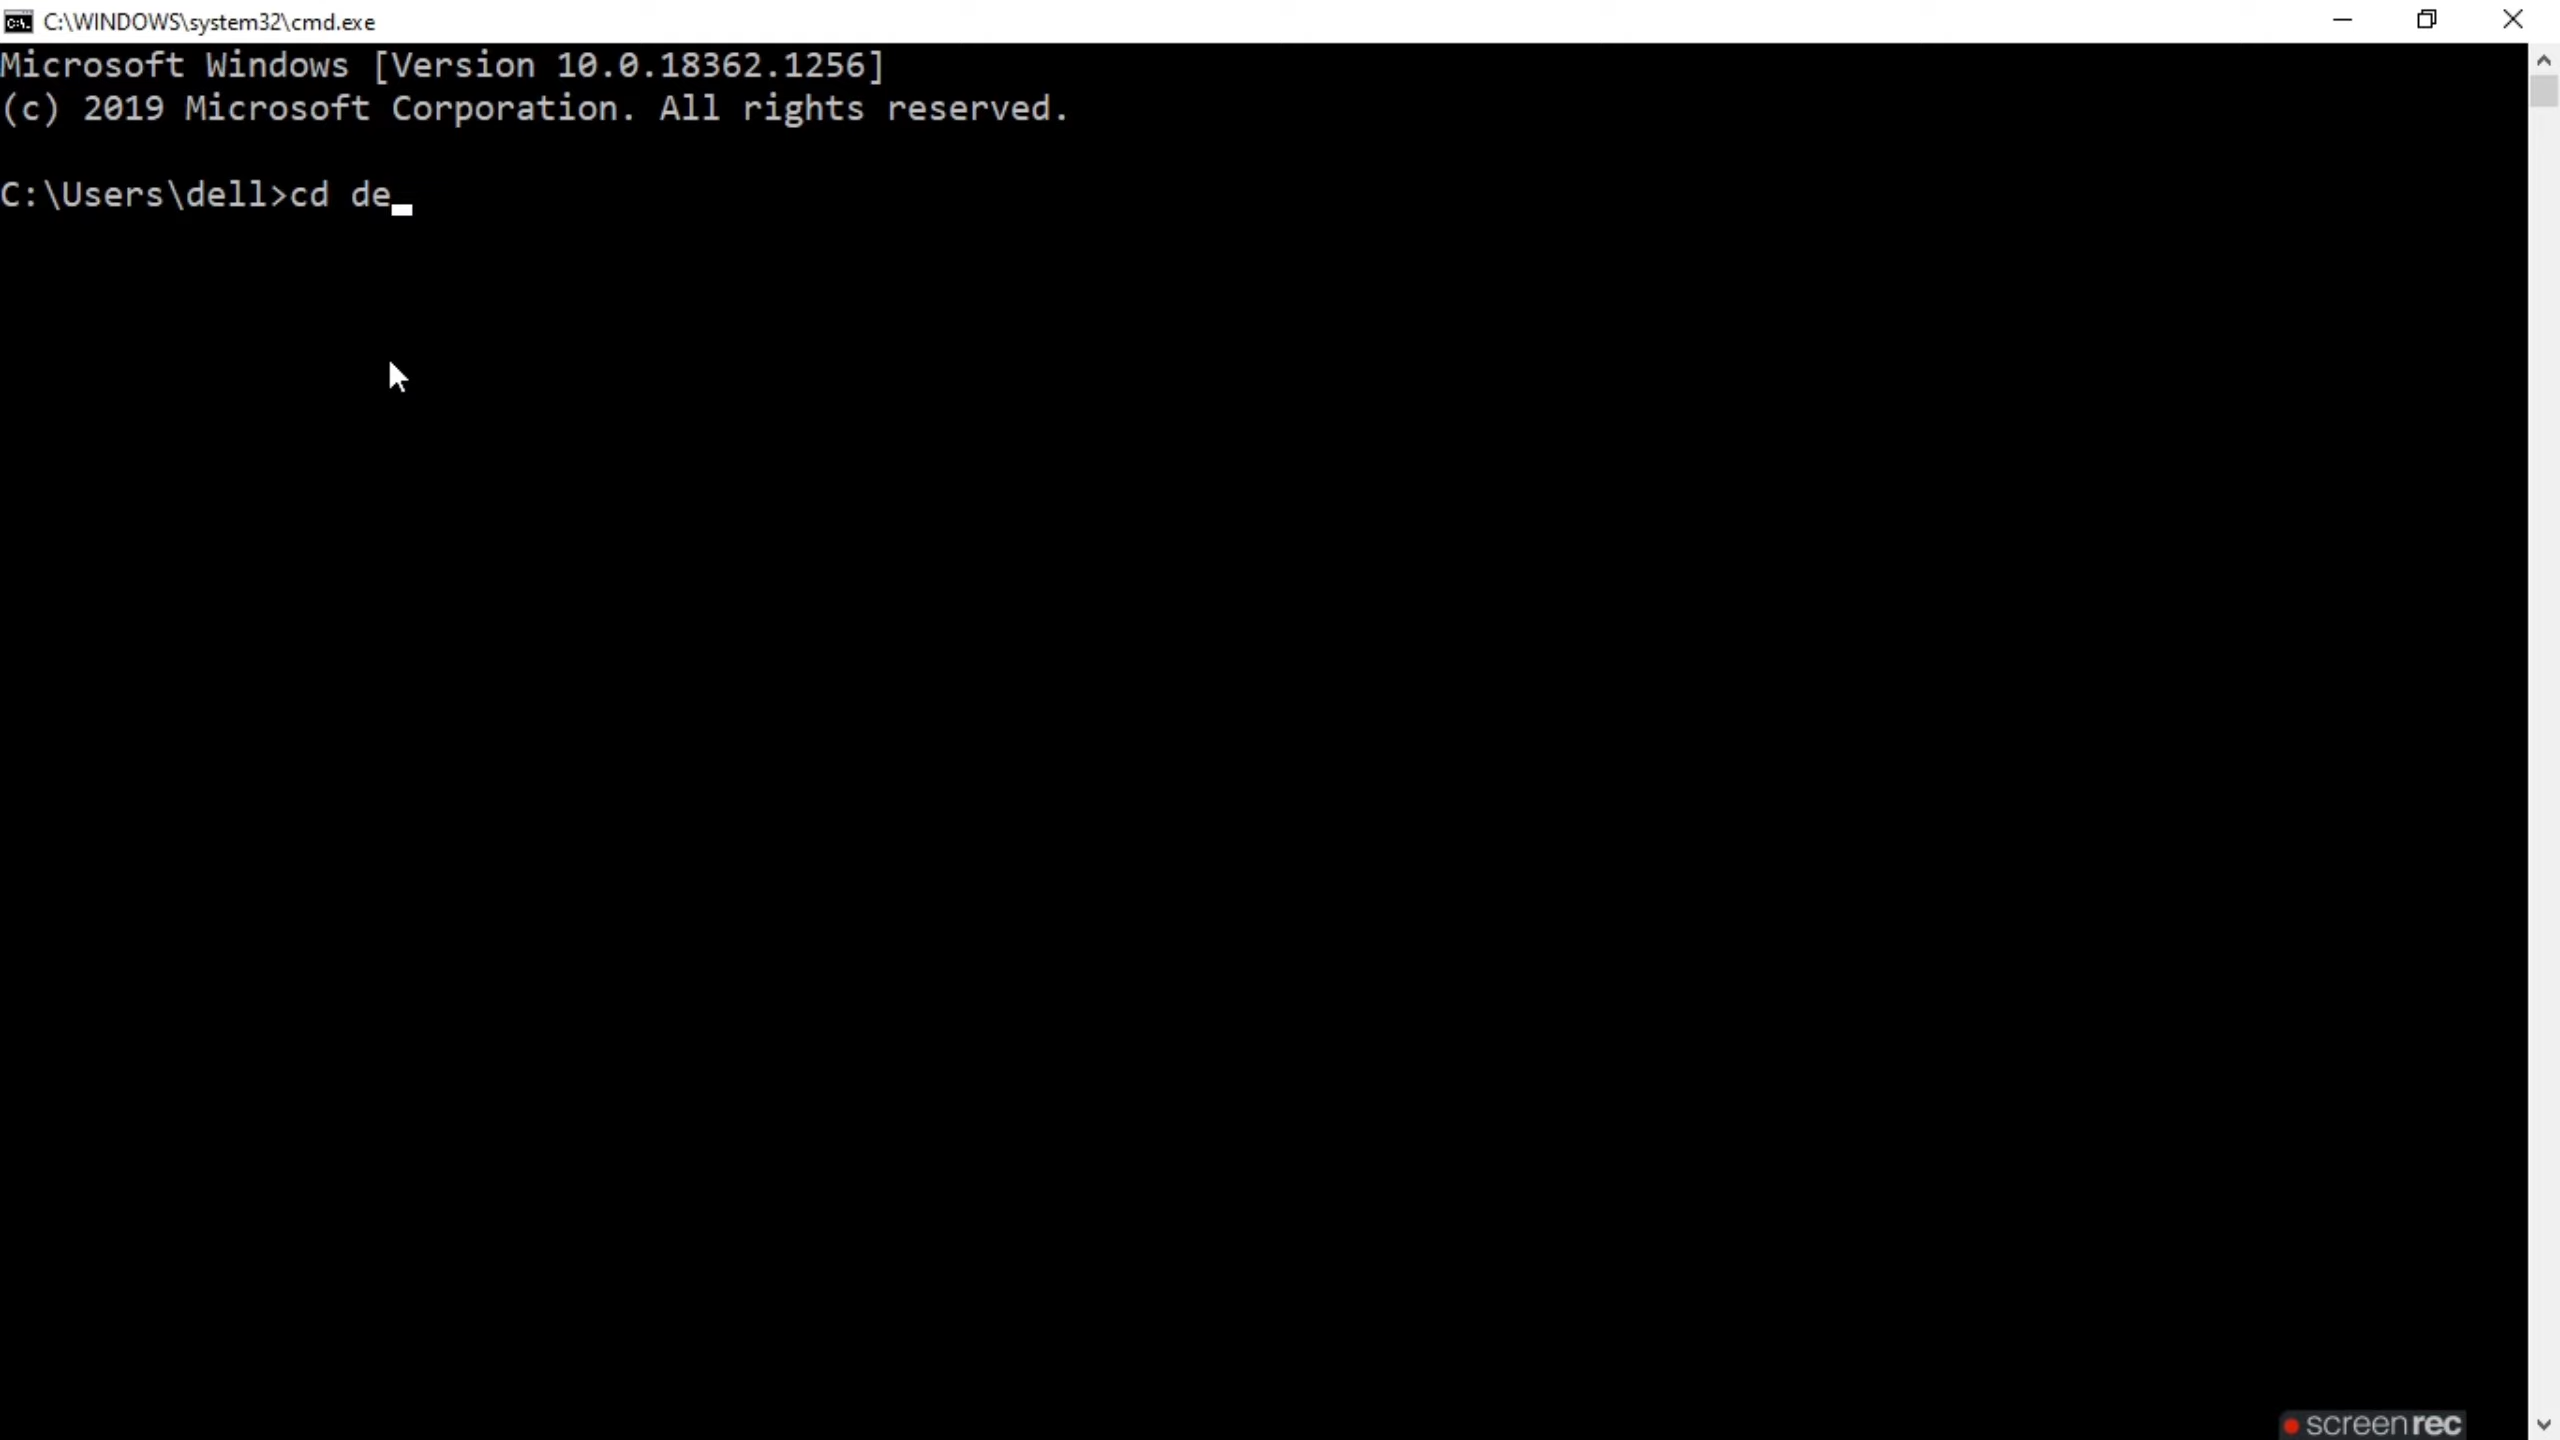 C:\WINDOWS\system32\cmd.exe
Microsoft Windows [Version 10.0.18362.1256]
(c) 2019 Microsoft Corporation. All rights reserved.
C:\Users\dell>cd de_
screenrec